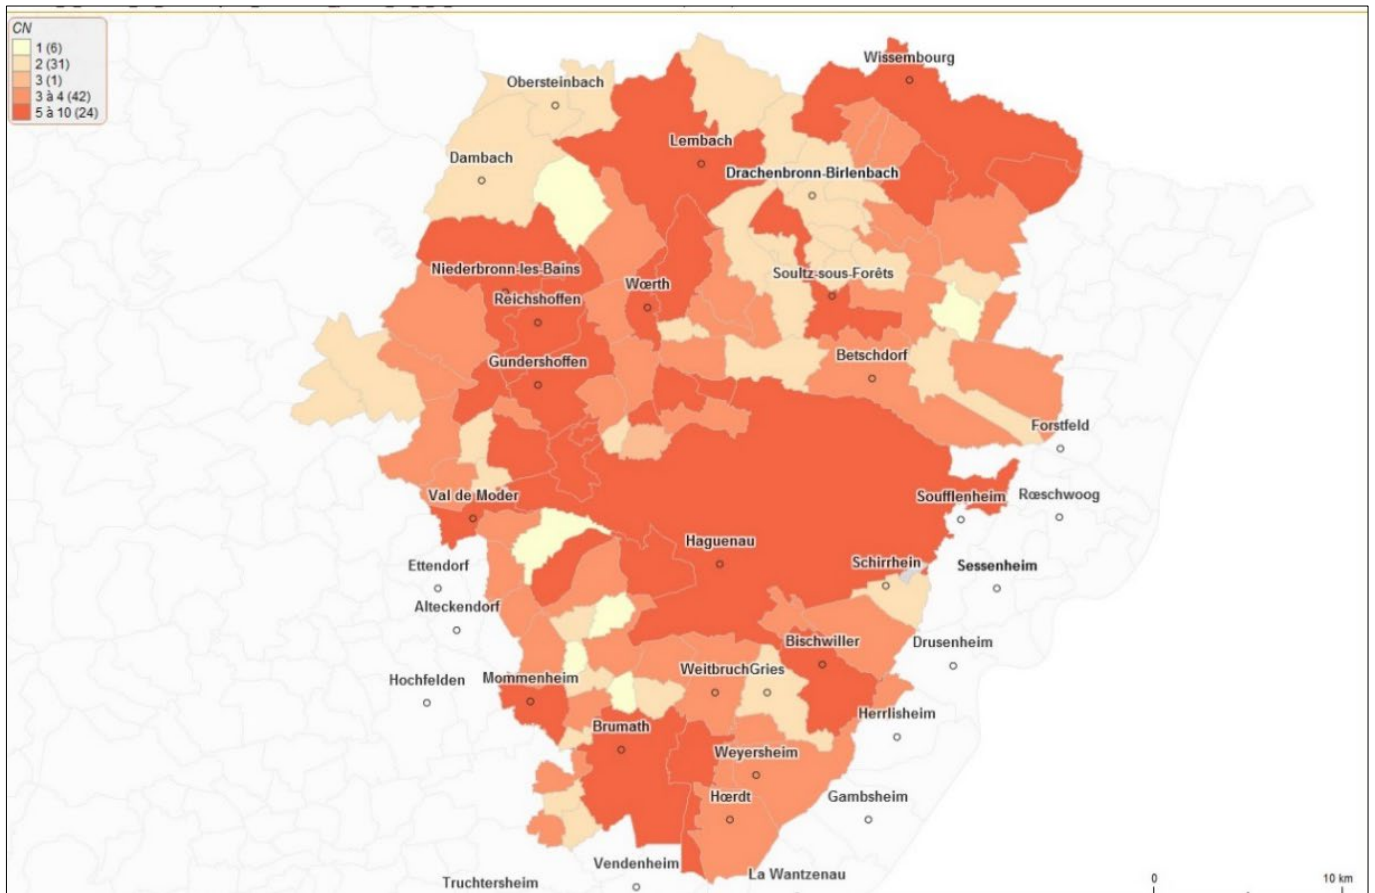 CN
1 (6)
2 (31)
3 (1)
3 à 4 (42)
5 à 10 (24)
Wissembourg
Obersteinbach
Lembach
Dambach
Drachenbronn-Birlenbach
Niederbronn-les-Bains
Soultz-sous-Forêts
Wœrth
Reichshoffen
Gundershoffen
Betschdorf
Forstfeld
Val de Moder
Soufflenheim
Rœschwoog
Haguenau
Schirrhein
Sessenheim
Ettendorf
Alteckendorf
Bischwiller
Drusenheim
Hochfelden
Mommenheim
Weitbruch
Gries
Herrlisheim
Brumath
Weyersheim
Hœrdt
Gambsheim
Vendenheim
La Wantzenau
Truchtersheim
0
10 km